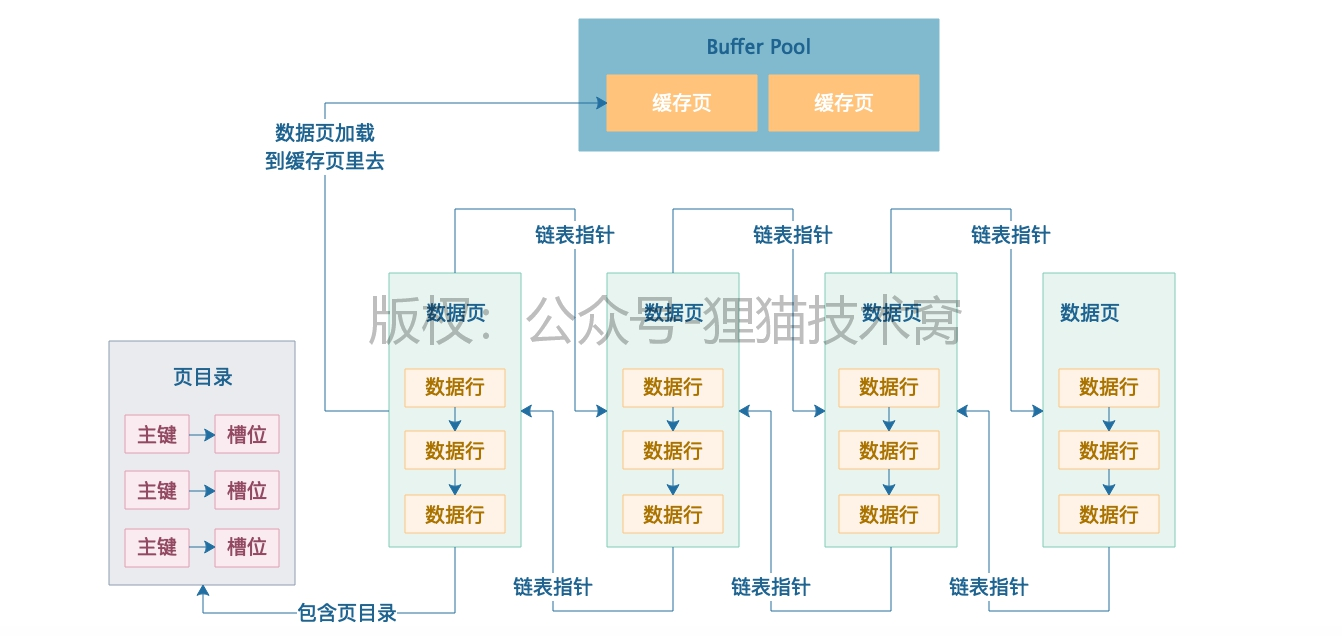 Buffer Pool
缓存页
缓存页
数据页加载
到缓存页里去
链表指针
链表指针
链表指针
数据页
数据页
数据页
数据页
版权：公众号-狸猫技术窝
页目录
主键
槽位
主键
槽位
主键
槽位
数据行
数据行
数据行
数据行
数据行
数据行
数据行
数据行
数据行
数据行
数据行
数据行
链表指针
链表指针
链表指针
包含页目录